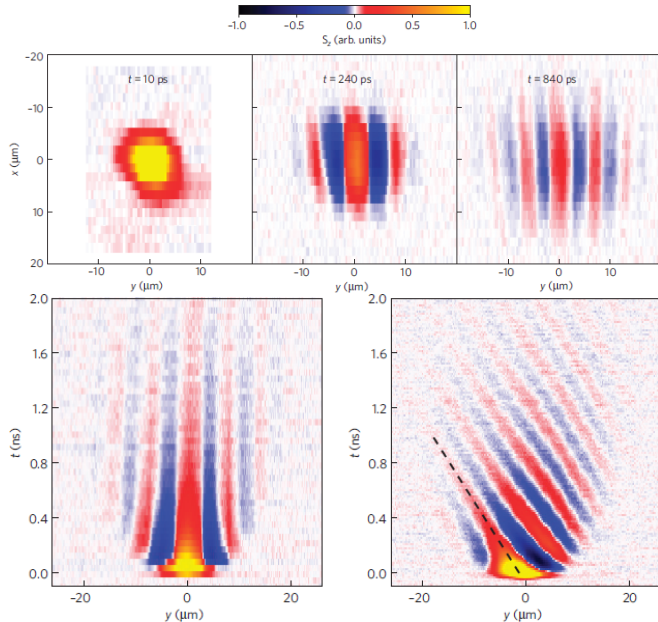 -1.0 -0.5 0.0 0.5 1.0
S_z (arb. units)
-20
-10
0
10
20
x (μm)
t = 10 ps
t = 240 ps
t = 840 ps
-10 0 10
-10 0 10
-10 0 10
y (μm)
y (μm)
y (μm)
2.0
1.6
1.2
0.8
0.4
0.0
t (ns)
-20 0 20
y (μm)
2.0
1.6
1.2
0.8
0.4
0.0
t (ns)
-20 0 20
y (μm)